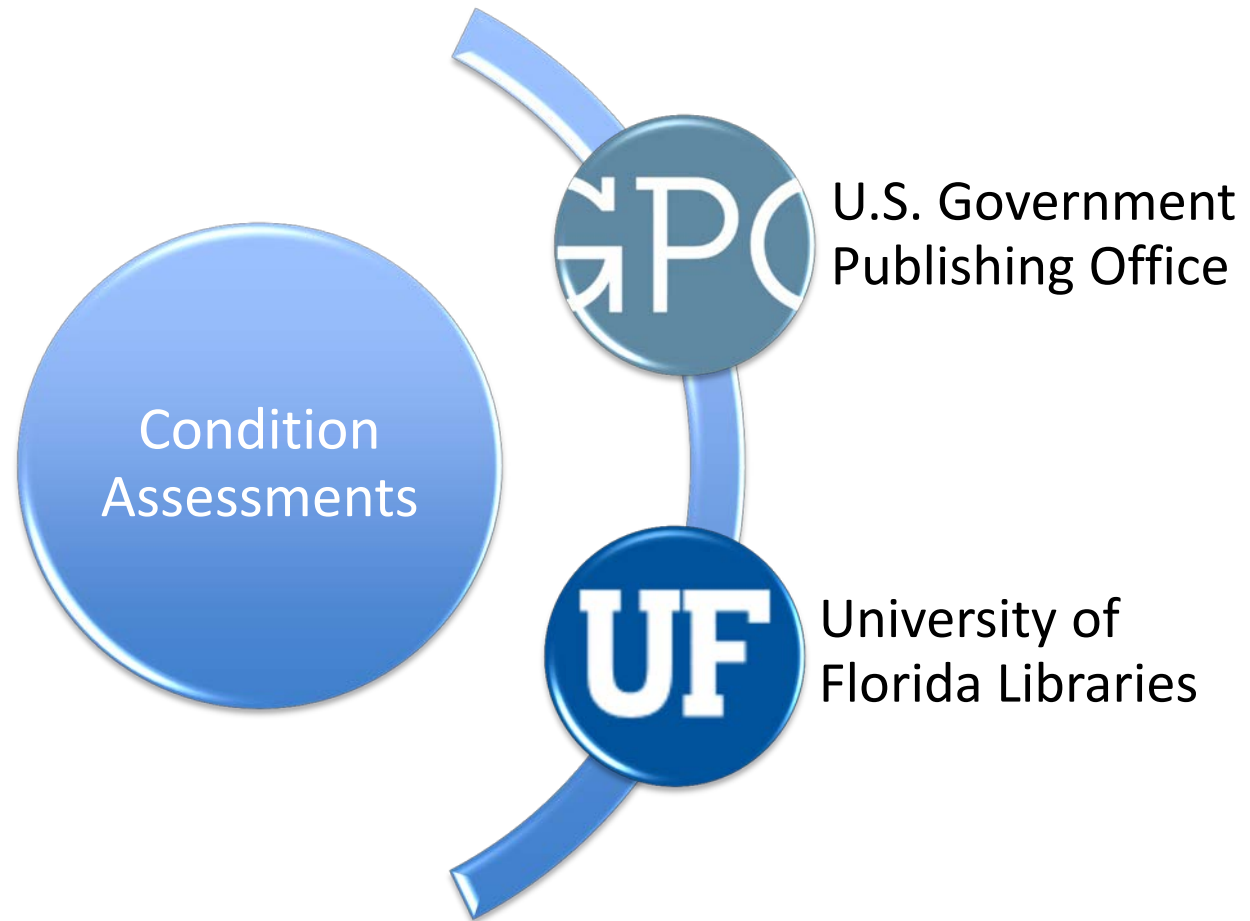 Condition
Assessments
GPO
U.S. Government
Publishing Office
UF
University of
Florida Libraries